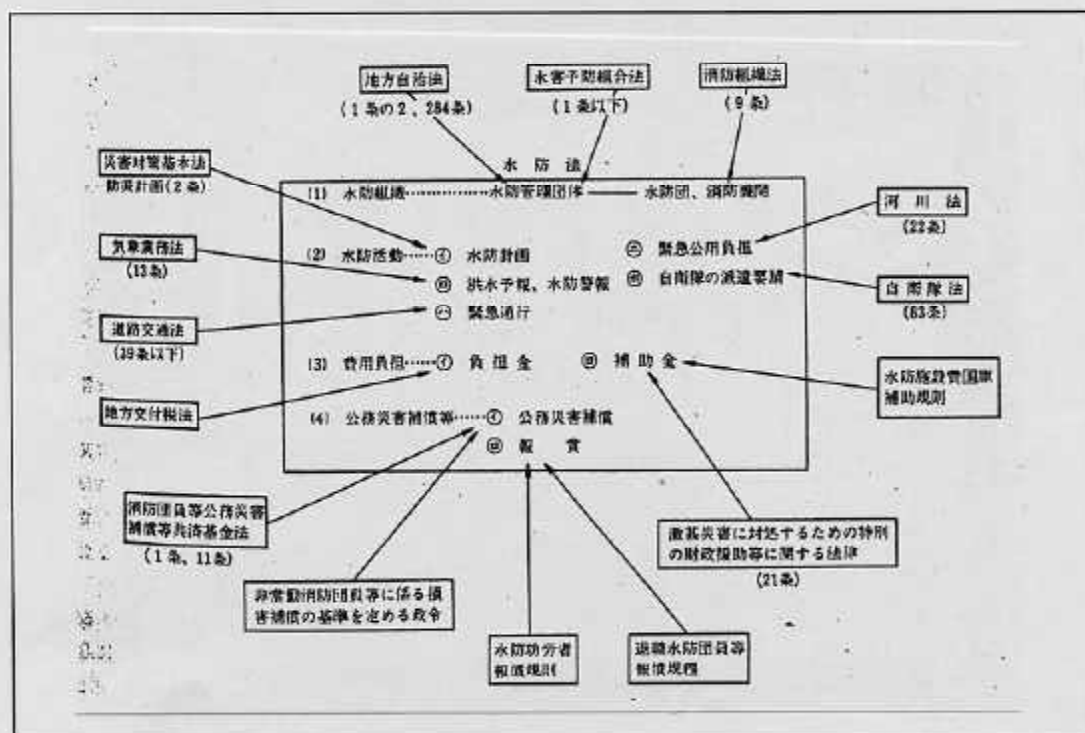 地方自治法
(1条の2、284条)
水害予防組合法
(1条以下)
消防組織法
(9条)
水防法
災害対策基本法
防災計画(2条)
(1) 水防組織 水防管理団体 水防団、消防機関
河川法
(22条)
(2) 水防活動 ㋑ 水防計画 ㋥ 緊急公用負担
気象業務法
(13条)
㋺ 洪水予報、水防警報 ㋭ 自衛隊の派遣要請
自衛隊法
(83条)
㋩ 緊急通行
道路交通法
(39条以下)
(3) 費用負担 ㋑ 負担金 ㋺ 補助金
水防施設費国庫
補助規則
地方交付税法
(4) 公務災害補償等 ㋑ 公務災害補償
㋺ 報賞
消防団員等公務災害
補償等共済基金法
(1条、11条)
激甚災害に対処するための特別
の財政援助等に関する法律
(21条)
非常勤消防団員等に係る損
害補償の基準を定める政令
水防功労者
報償規則
退職水防団員等
報償規程